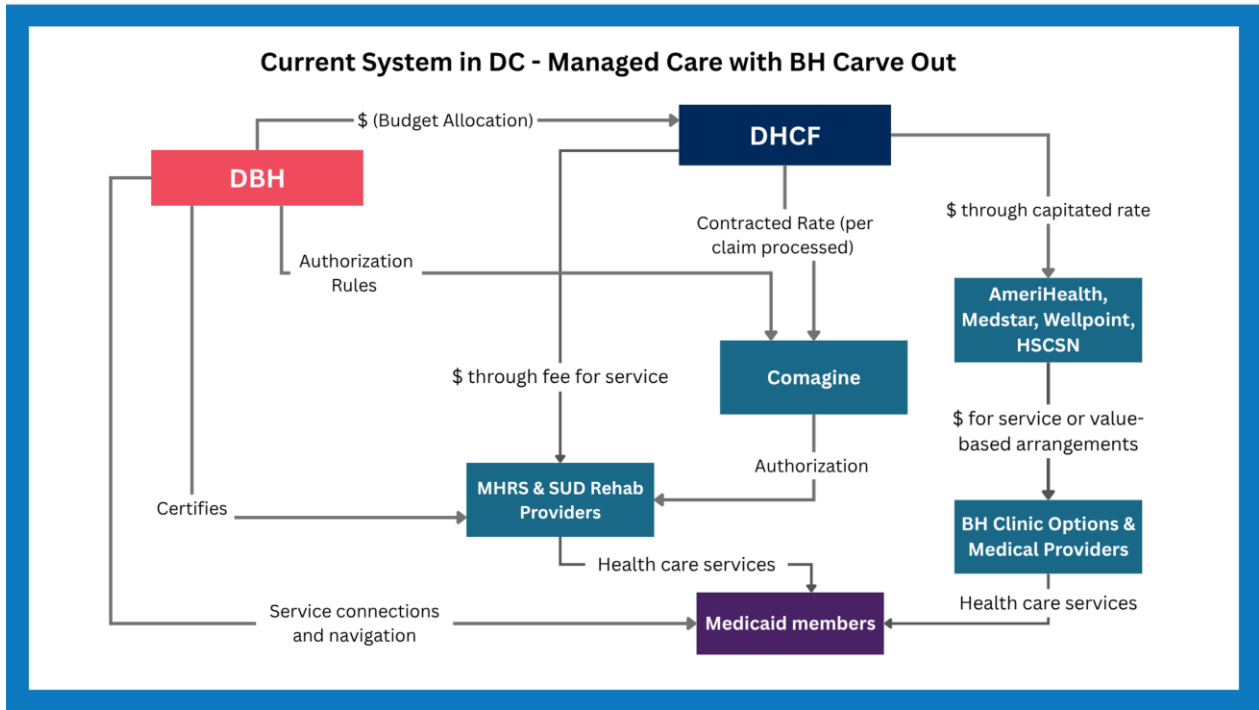 Current System in DC - Managed Care with BH Carve Out
$ (Budget Allocation)
DHCF
DBH
Contracted Rate (per
claim processed)
$ through capitated rate
Authorization
Rules
AmeriHealth,
Medstar, Wellpoint,
HSCSN
$ through fee for service
Comagine
$ for service or value-
based arrangements
Authorization
MHRS & SUD Rehab
Providers
Certifies
BH Clinic Options &
Medical Providers
Health care services
Health care services
Service connections
and navigation
Medicaid members